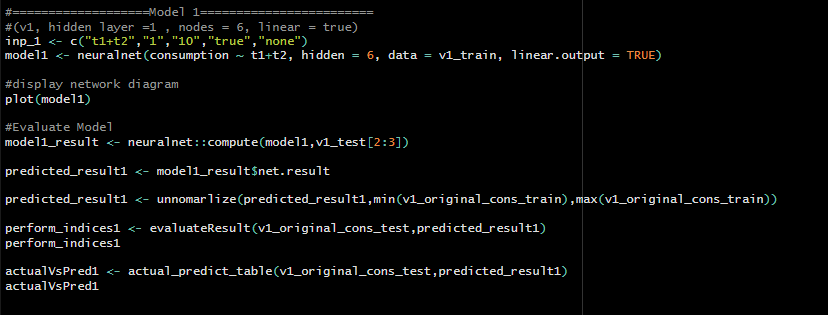 #===================Model 1========================
#(v1, hidden layer =1 , nodes = 6, linear = true)
inp_1 <- c("t1+t2","1","10","true","none")
model1 <- neuralnet(consumption ~ t1+t2, hidden = 6, data = v1_train, linear.output = TRUE)
#display network diagram
plot(model1)
#Evaluate Model
model1_result <- neuralnet::compute(model1,v1_test[2:3])
predicted_result1 <- model1_result$net.result
predicted_result1 <- unnomarlize(predicted_result1,min(v1_original_cons_train),max(v1_original_cons_train))
perform_indices1 <- evaluateResult(v1_original_cons_test,predicted_result1)
perform_indices1
actualVsPred1 <- actual_predict_table(v1_original_cons_test,predicted_result1)
actualVsPred1